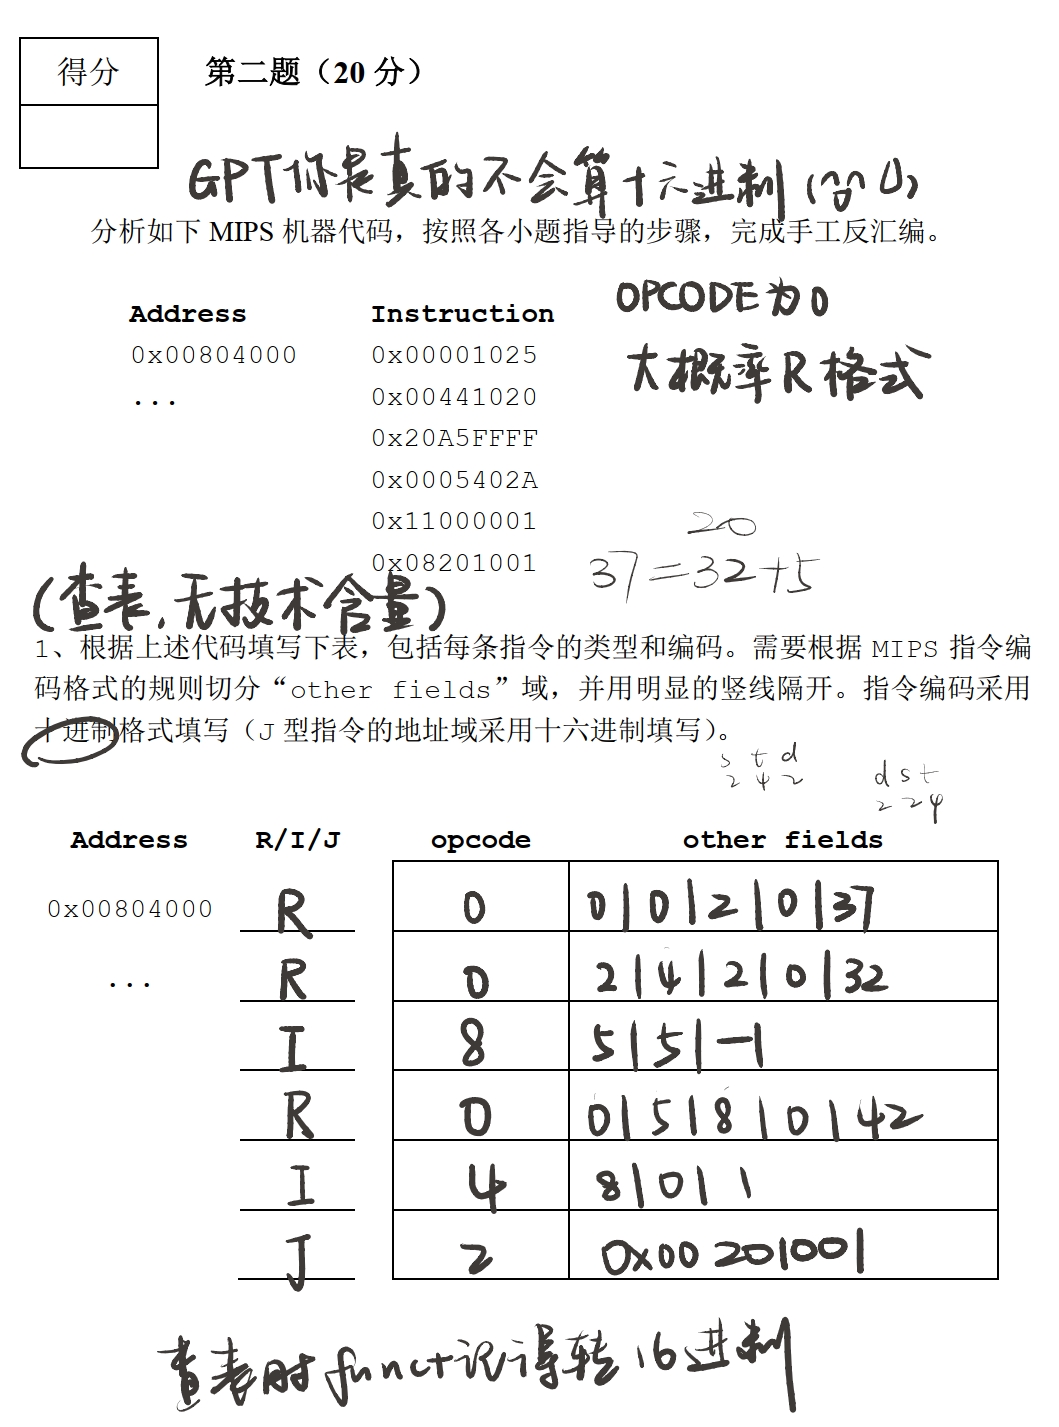 得分
第二题（20 分）
GPT你是真的不会算十六进制
分析如下 MIPS 机器代码，按照各小题指导的步骤，完成手工反汇编。
Address Instruction
OPCODE为0
0x00804000 0x00001025
大概率R格式
... 0x00441020
0x20A5FFFF
0x0005402A
0x11000001
20
0x08201001
37=32+5
(查表,无技术含量)
1、根据上述代码填写下表，包括每条指令的类型和编码。需要根据 MIPS 指令编
码格式的规则切分“other fields”域，并用明显的竖线隔开。指令编码采用
十进制格式填写（J 型指令的地址域采用十六进制填写）。
s t d
2 4 2
d s t
2 2 4
Address R/I/J opcode other fields
0x00804000 R 0 0|0|2|0|37
... R 0 2|4|2|0|32
I 8 5|5|-1
R 0 0|5|8|0|42
I 4 8|0|1
J 2 0x00201001
查表时funct记得转16进制